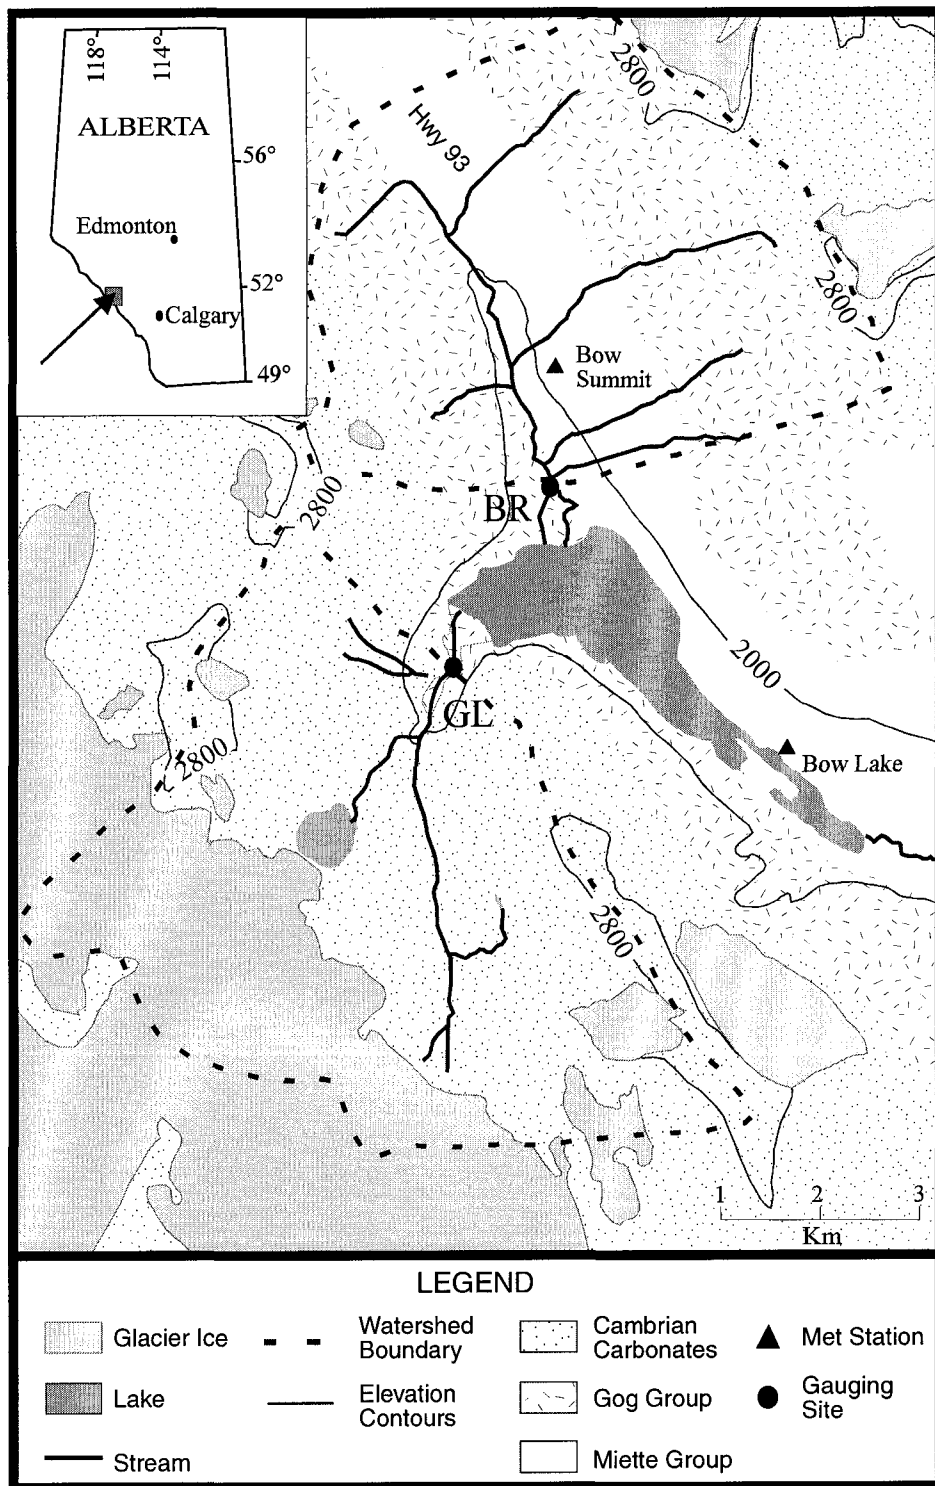 118°
114°
ALBERTA
56°
Edmonton
52°
Calgary
49°
Hwy 93
2800
2800
Bow
Summit
2800
BR
2000
GL
2800
Bow Lake
2800
1 2 3
Km
LEGEND
Glacier Ice
Watershed
Boundary
Cambrian
Carbonates
Met Station
Lake
Elevation
Contours
Gog Group
Gauging
Site
Stream
Miette Group